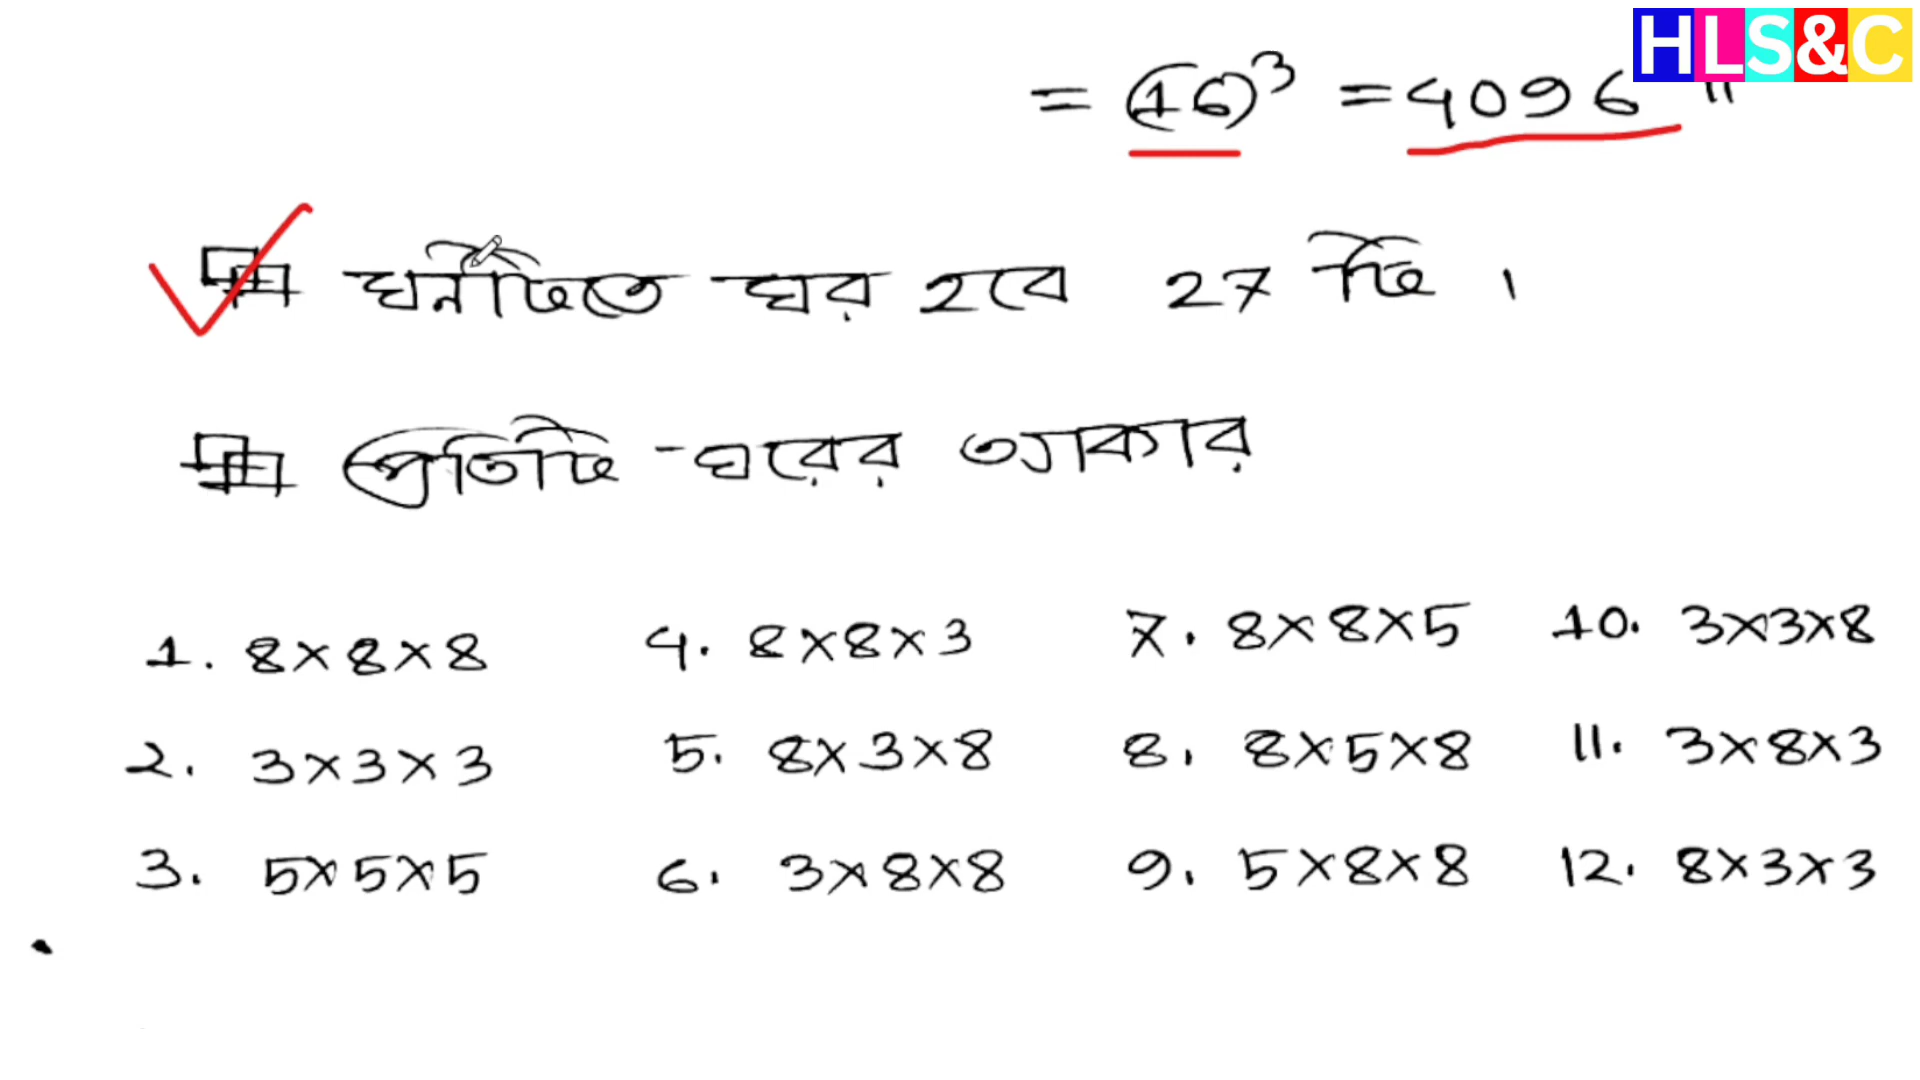 HLS&C
= (16)³ = 4096 "
ঘনটিতে ঘর হবে 27 টি ।
প্রতিটি ঘরের আকার
1. 8×8×8 4. 8×8×3 7. 8×8×5 10. 3×3×8
2. 3×3×3 5. 8×3×8 8. 8×5×8 11. 3×8×3
3. 5×5×5 6. 3×8×8 9. 5×8×8 12. 8×3×3